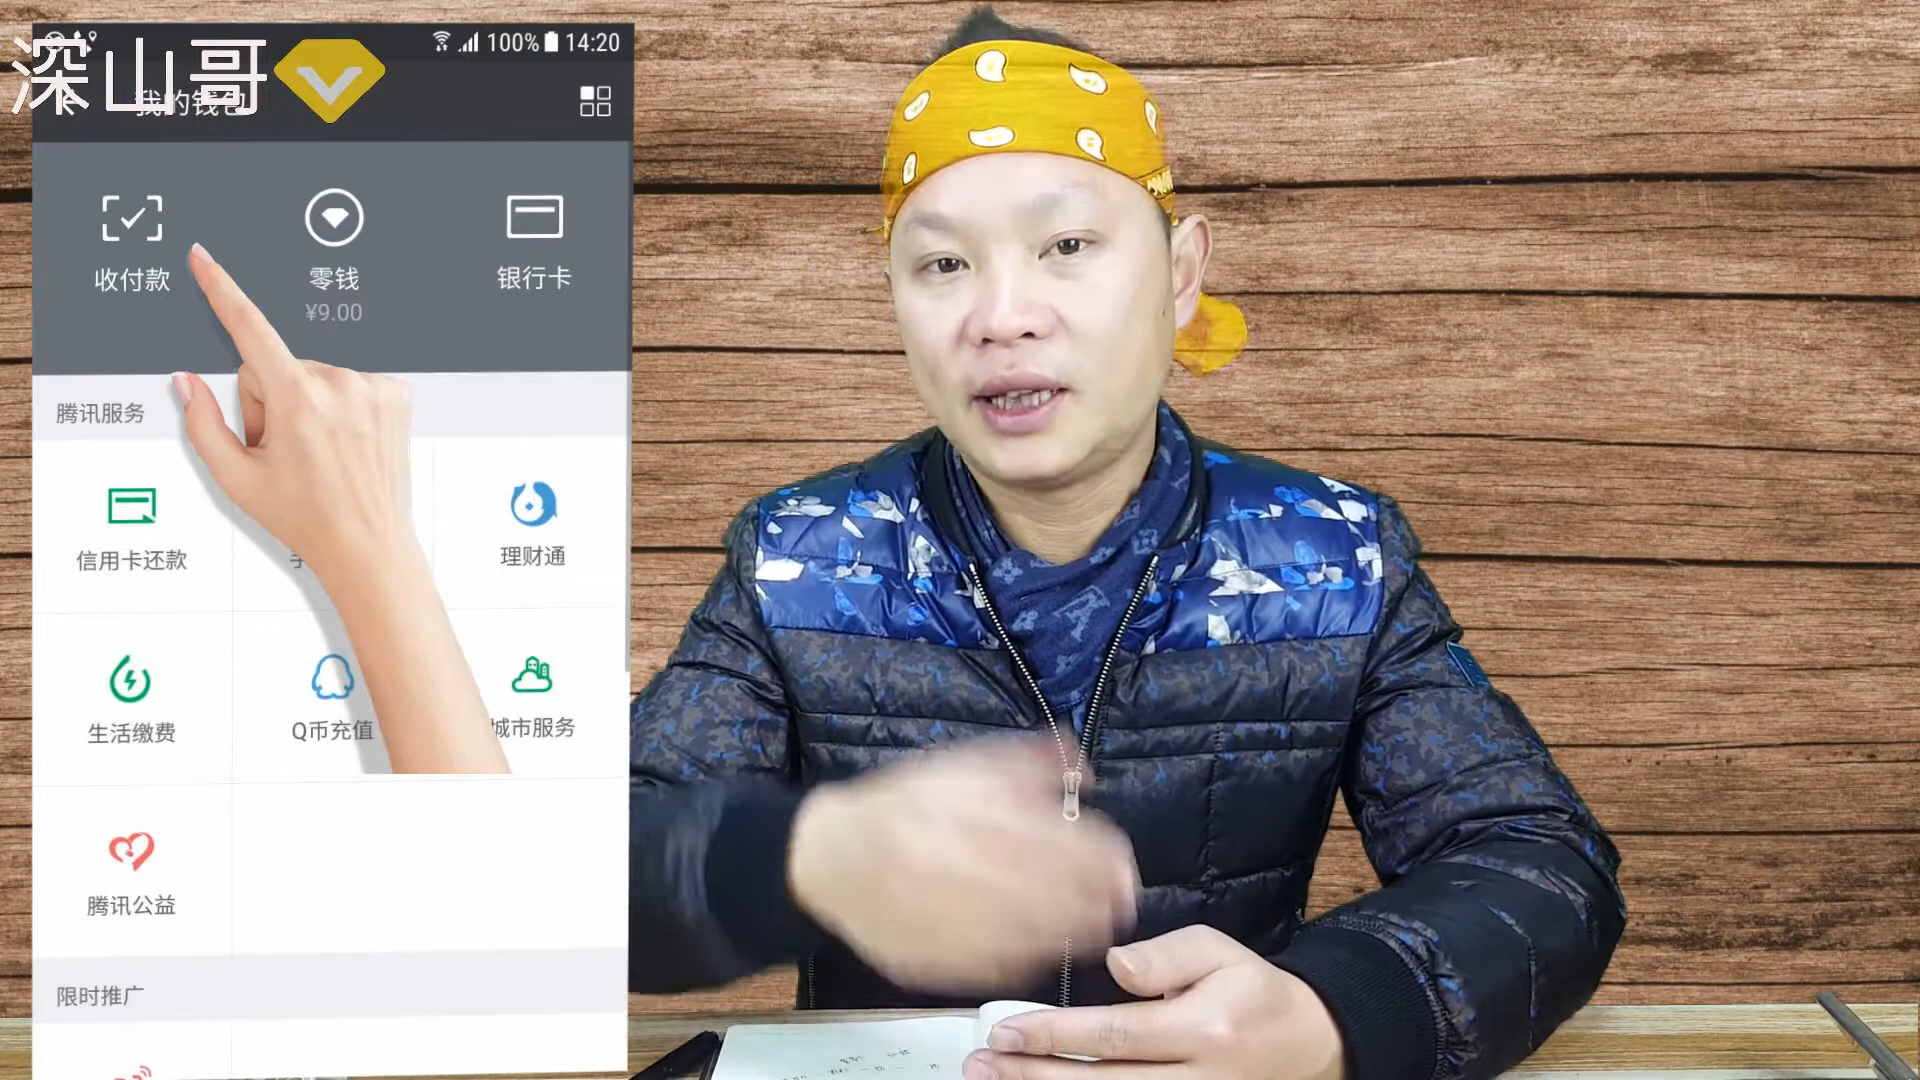 深山哥
100% 14:20
我的钱包
收付款
零钱
银行卡
¥9.00
腾讯服务
信用卡还款
手
理财通
生活缴费
Q币充值
城市服务
腾讯公益
限时推广